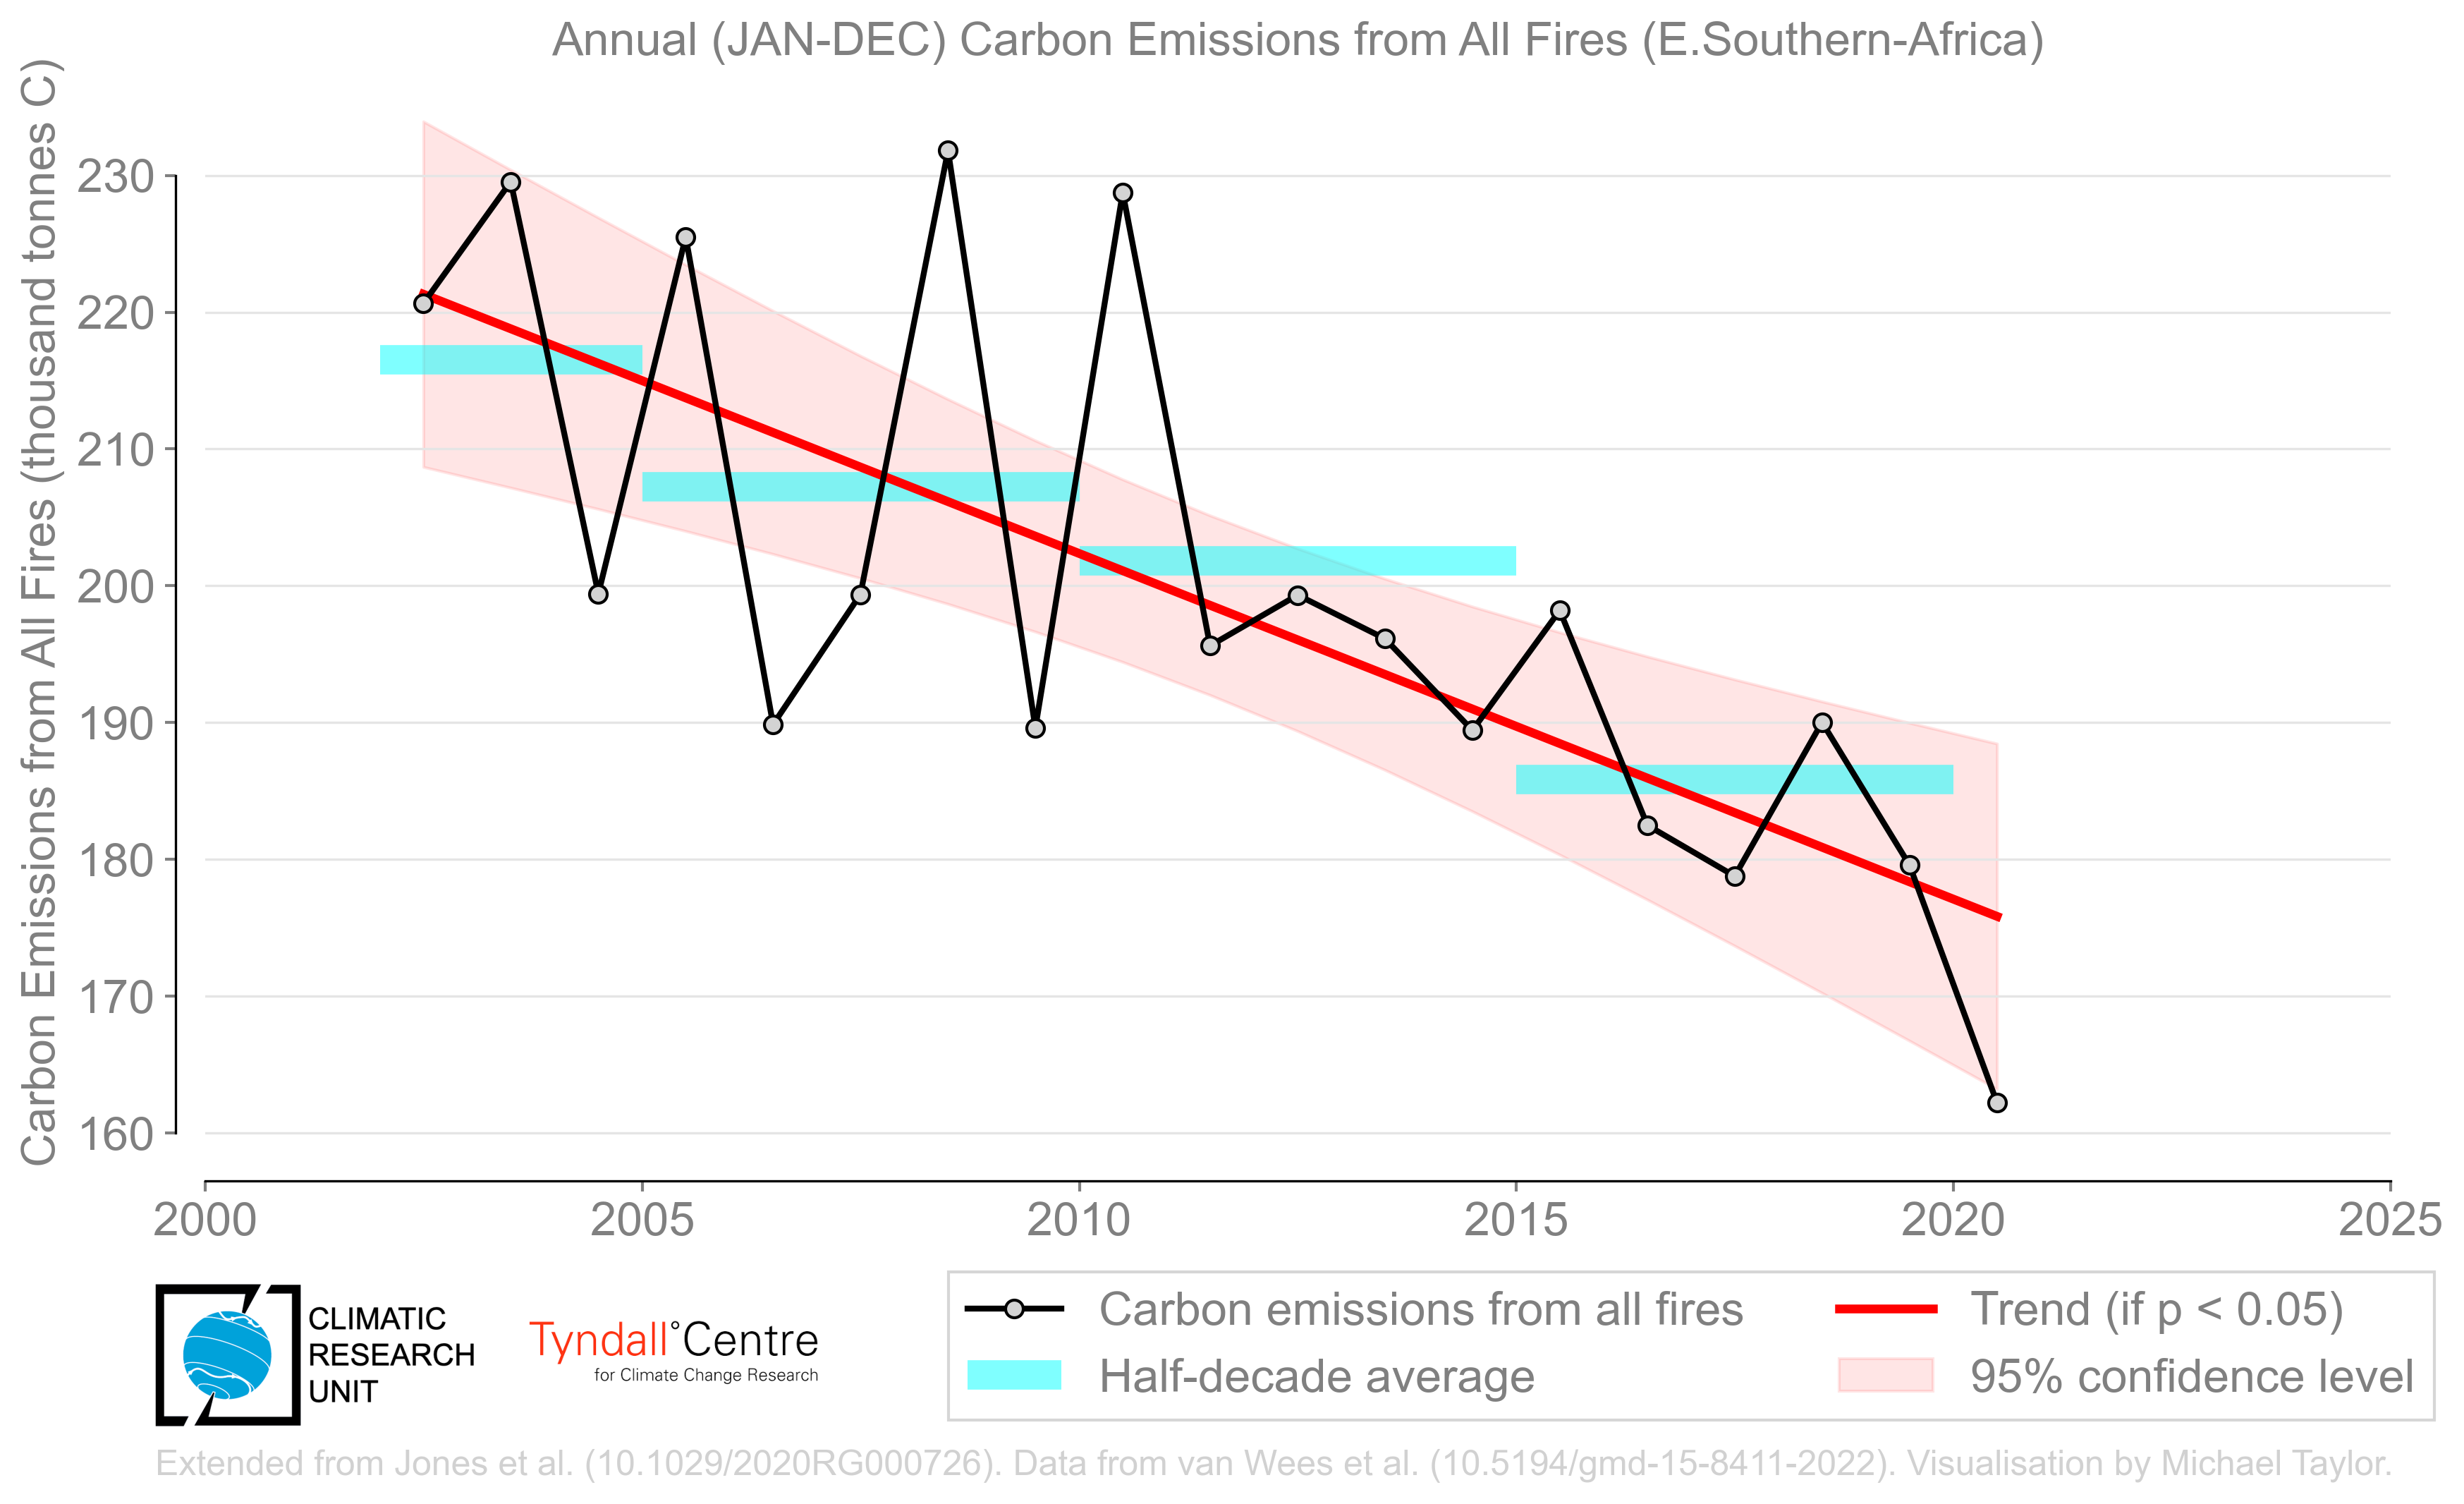 Annual (JAN-DEC) Carbon Emissions from All Fires (E.Southern-Africa)
Carbon Emissions from All Fires (thousand tonnes C)
230
220
210
200
190
180
170
160
2000
2005
2010
2015
2020
2025
CLIMATIC
RESEARCH
UNIT
Tyndall°Centre
for Climate Change Research
Carbon emissions from all fires
Half-decade average
Trend (if p < 0.05)
95% confidence level
Extended from Jones et al. (10.1029/2020RG000726). Data from van Wees et al. (10.5194/gmd-15-8411-2022). Visualisation by Michael Taylor.